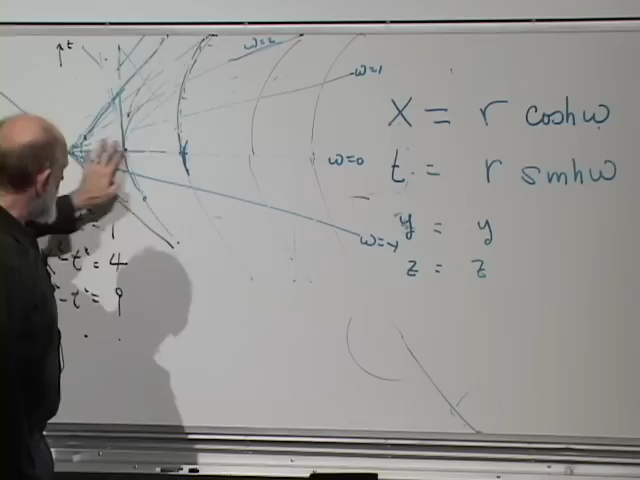 t
ω=2
ω=1
X = r coshω
ω=0
t = r sinhω
y = y
z = z
= 1
- t² = 4
- t² = 9